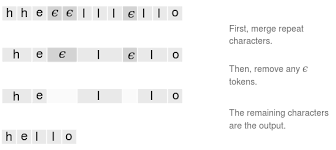 h h e ϵ ϵ l l l ϵ l l o
First, merge repeat
characters.
h e ϵ l ϵ l o
Then, remove any ϵ
tokens.
h e l l o
The remaining characters
are the output.
h e l l o